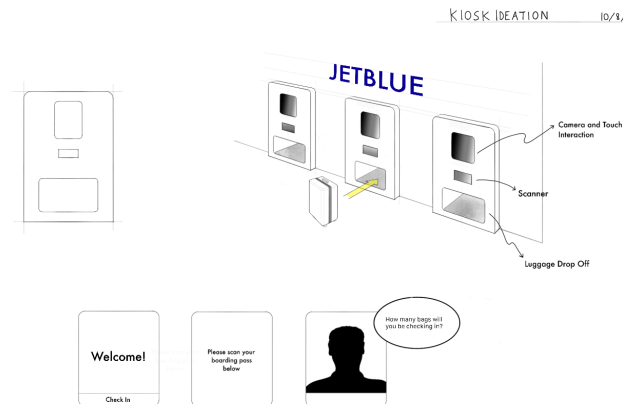 KIOSK IDEATION 10/8,
JETBLUE
Camera and Touch
Interaction
Scanner
Luggage Drop Off
Welcome!
Check In
Please scan your
boarding pass
below
How many bags will
you be checking in?